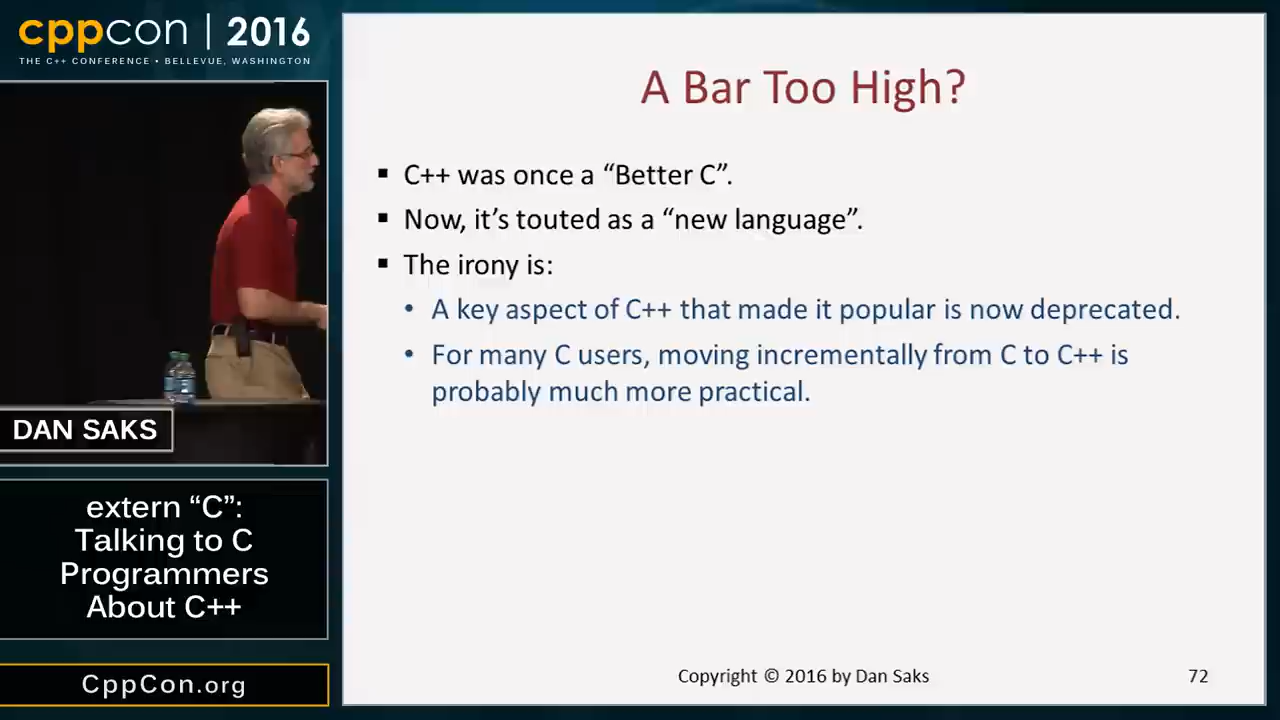 cppcon | 2016
THE C++ CONFERENCE • BELLEVUE, WASHINGTON
DAN SAKS
extern “C”:
Talking to C
Programmers
About C++
CppCon.org
A Bar Too High?
▪ C++ was once a “Better C”.
▪ Now, it’s touted as a “new language”.
▪ The irony is:
• A key aspect of C++ that made it popular is now deprecated.
• For many C users, moving incrementally from C to C++ is
probably much more practical.
Copyright © 2016 by Dan Saks
72